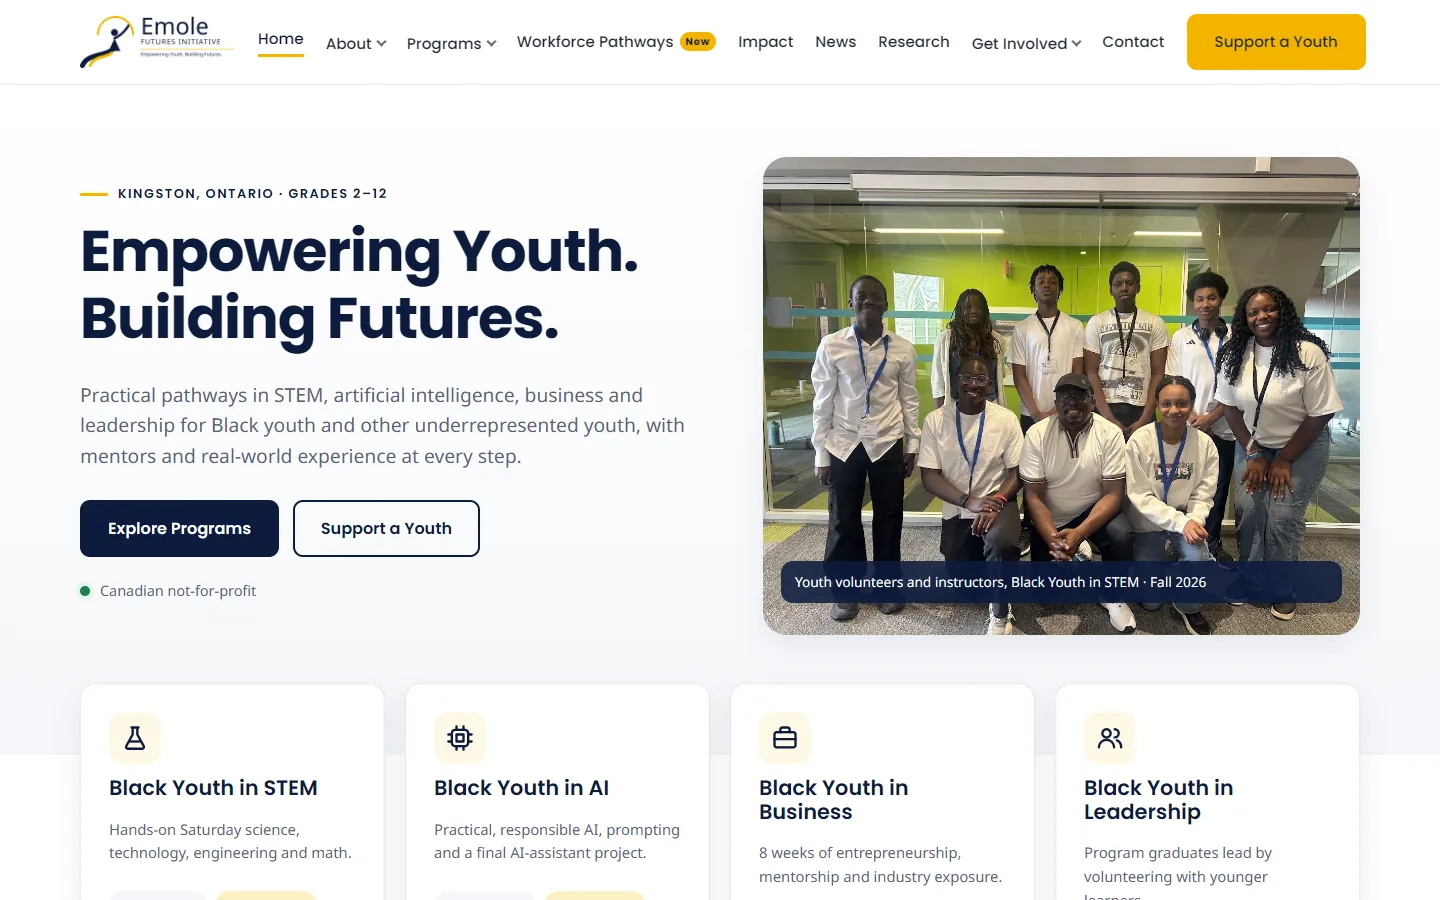 Emole
FUTURES INITIATIVE
Empowering Youth. Building Futures.
Home
About
Programs
Workforce Pathways New
Impact
News
Research
Get Involved
Contact
Support a Youth
KINGSTON, ONTARIO · GRADES 2–12
Empowering Youth.
Building Futures.
Practical pathways in STEM, artificial intelligence, business and
leadership for Black youth and other underrepresented youth, with
mentors and real-world experience at every step.
Explore Programs
Support a Youth
Canadian not-for-profit
Youth volunteers and instructors, Black Youth in STEM · Fall 2026
Black Youth in STEM
Hands-on Saturday science,
technology, engineering and math.
Black Youth in AI
Practical, responsible AI, prompting
and a final AI-assistant project.
Black Youth in
Business
8 weeks of entrepreneurship,
mentorship and industry exposure.
Black Youth in
Leadership
Program graduates lead by
volunteering with younger
learners.